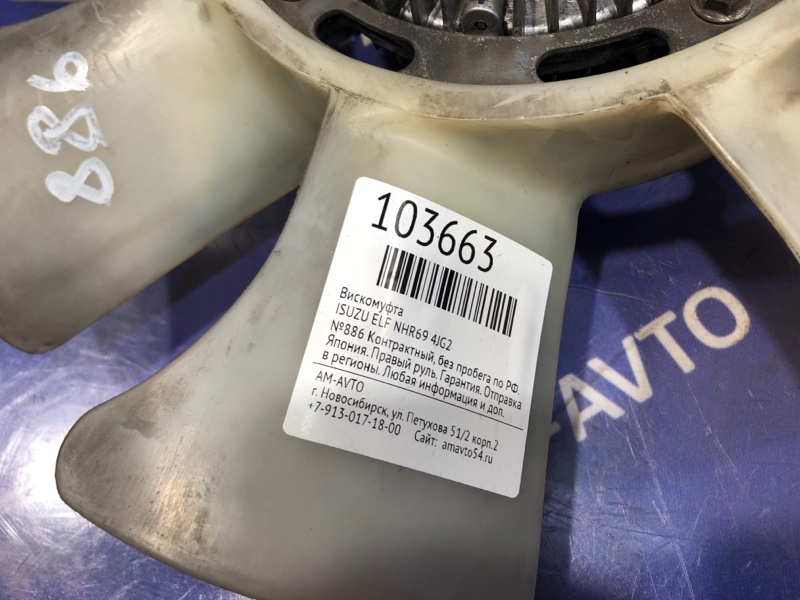 886
103663
Вискомуфта
ISUZU ELF NHR69 4JG2
№886 Контрактный, без пробега по РФ.
Япония. Правый руль. Гарантия. Отправка
в регионы. Любая информация и доп.
АМ-АVТО
г. Новосибирск, ул. Петухова 51/2 корп.2
+7-913-017-18-00 Сайт: amavto54.ru
-AVTO